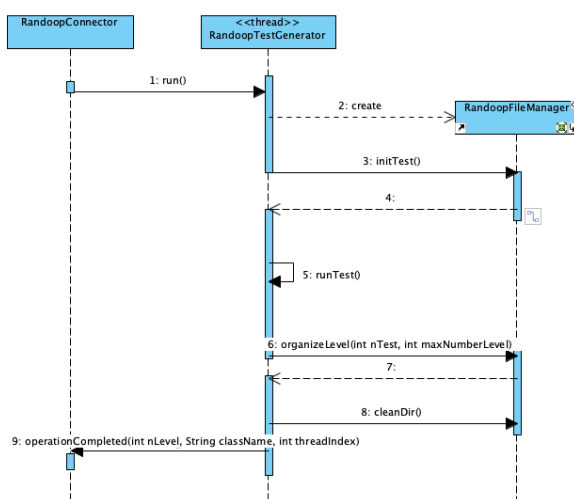 RandoopConnector
<<thread>>
RandoopTestGenerator
1: run()
2: create
RandoopFileManager
3: initTest()
4:
5: runTest()
6: organizeLevel(int nTest, int maxNumberLevel)
7:
8: cleanDir()
9: operationCompleted(int nLevel, String className, int threadIndex)